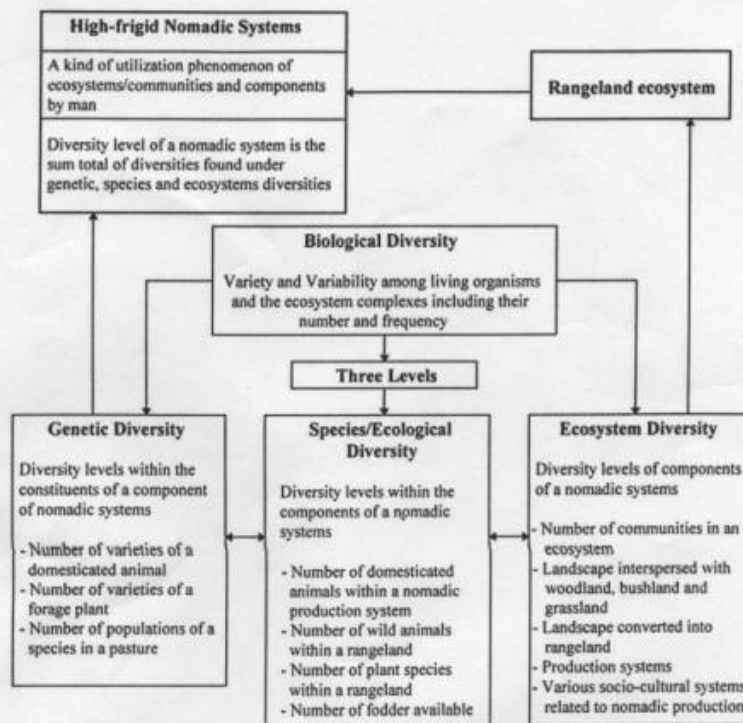 High-frigid Nomadic Systems
A kind of utilization phenomenon of
ecosystems/communities and components
by man
Diversity level of a nomadic system is the
sum total of diversities found under
genetic, species and ecosystems diversities
Rangeland ecosystem
Biological Diversity
Variety and Variability among living organisms
and the ecosystem complexes including their
number and frequency
Three Levels
Genetic Diversity
Diversity levels within the
constituents of a component
of nomadic systems
- Number of varieties of a
domesticated animal
- Number of varieties of a
forage plant
- Number of populations of a
species in a pasture
Species/Ecological
Diversity
Diversity levels within the
components of a nomadic
systems
- Number of domesticated
animals within a nomadic
production system
- Number of wild animals
within a rangeland
- Number of plant species
within a rangeland
- Number of fodder available
Ecosystem Diversity
Diversity levels of components
of a nomadic systems
- Number of communities in an
ecosystem
- Landscape interspersed with
woodland, bushland and
grassland
- Landscape converted into
rangeland
- Production systems
- Various socio-cultural systems
related to nomadic production